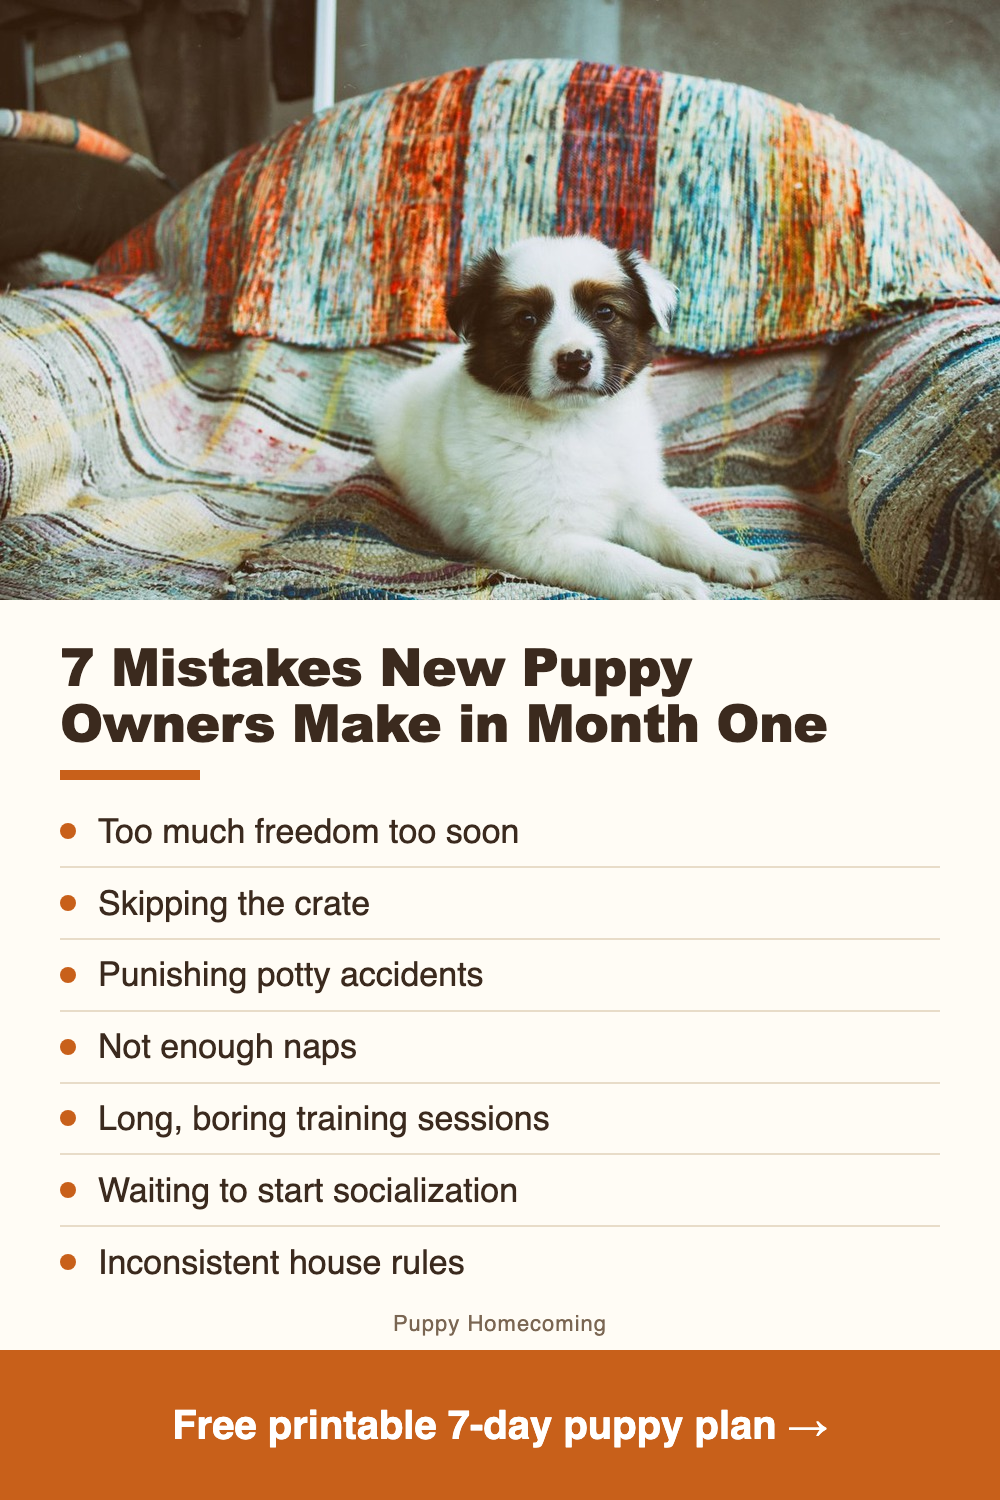 7 Mistakes New Puppy
Owners Make in Month One
Too much freedom too soon
Skipping the crate
Punishing potty accidents
Not enough naps
Long, boring training sessions
Waiting to start socialization
Inconsistent house rules
Puppy Homecoming
Free printable 7-day puppy plan →